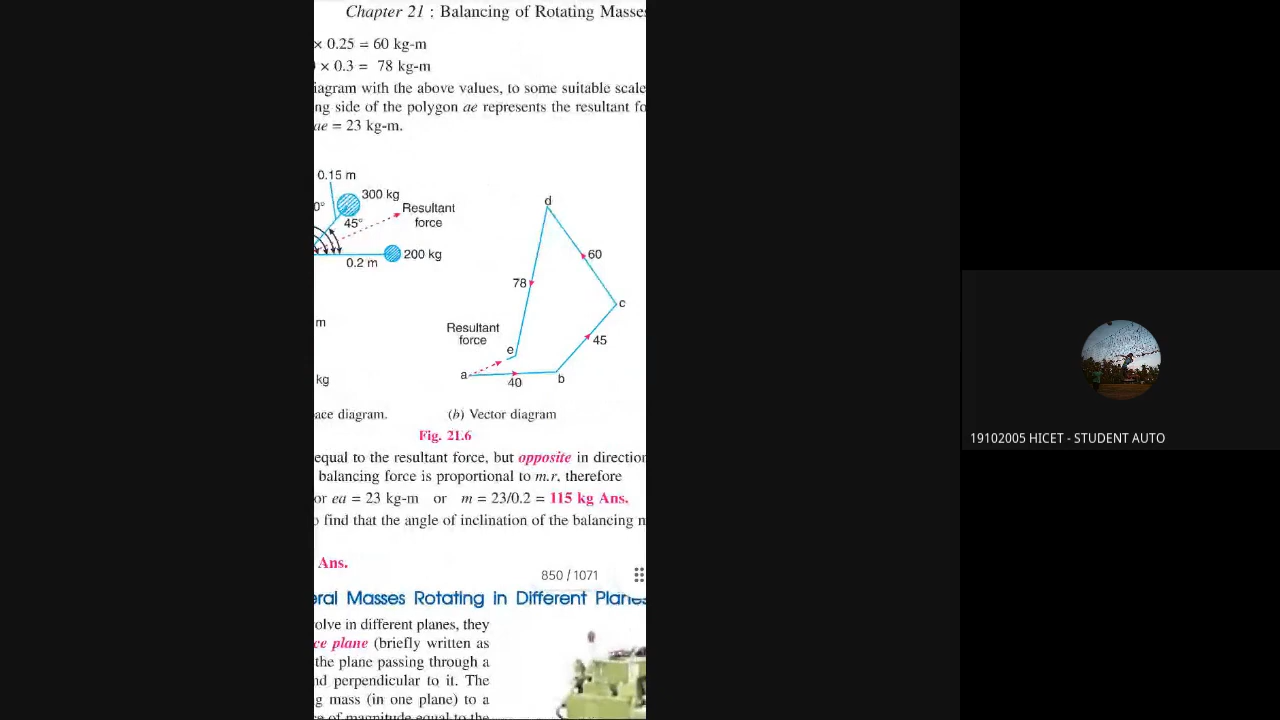 Chapter 21 : Balancing of Rotating Masses
× 0.25 = 60 kg-m
× 0.3 = 78 kg-m
iagram with the above values, to some suitable scale
ng side of the polygon ae represents the resultant fo
ae = 23 kg-m.
0.15 m
300 kg
0°
45°
Resultant
force
200 kg
0.2 m
m
kg
d
60
78
c
45
Resultant
force
e
a
40
b
ace diagram.
(b) Vector diagram
Fig. 21.6
equal to the resultant force, but opposite in direction
balancing force is proportional to m.r, therefore
or ea = 23 kg-m or m = 23/0.2 = 115 kg Ans.
o find that the angle of inclination of the balancing m
Ans.
850 / 1071
eral Masses Rotating in Different Planes
olve in different planes, they
ce plane (briefly written as
the plane passing through a
nd perpendicular to it. The
g mass (in one plane) to a
ce of magnitude equal to the
19102005 HICET - STUDENT AUTO